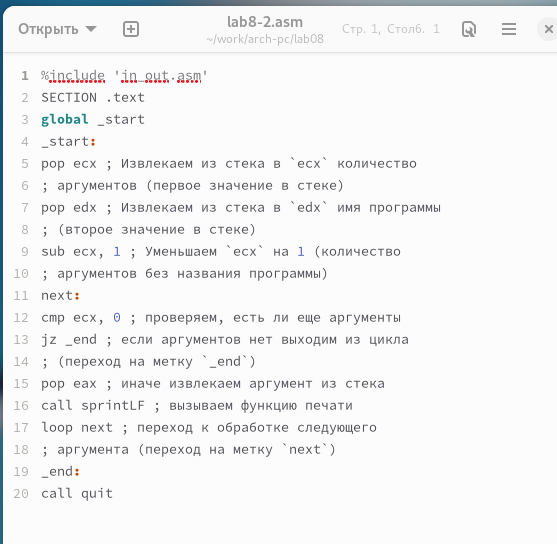 Открыть
lab8-2.asm
~/work/arch-pc/lab08
Стр. 1, Столб. 1
1 %include 'in_out.asm'
2 SECTION .text
3 global _start
4 _start:
5 pop ecx ; Извлекаем из стека в `ecx` количество
6 ; аргументов (первое значение в стеке)
7 pop edx ; Извлекаем из стека в `edx` имя программы
8 ; (второе значение в стеке)
9 sub ecx, 1 ; Уменьшаем `ecx` на 1 (количество
10 ; аргументов без названия программы)
11 next:
12 cmp ecx, 0 ; проверяем, есть ли еще аргументы
13 jz _end ; если аргументов нет выходим из цикла
14 ; (переход на метку `_end`)
15 pop eax ; иначе извлекаем аргумент из стека
16 call sprintLF ; вызываем функцию печати
17 loop next ; переход к обработке следующего
18 ; аргумента (переход на метку `next`)
19 _end:
20 call quit